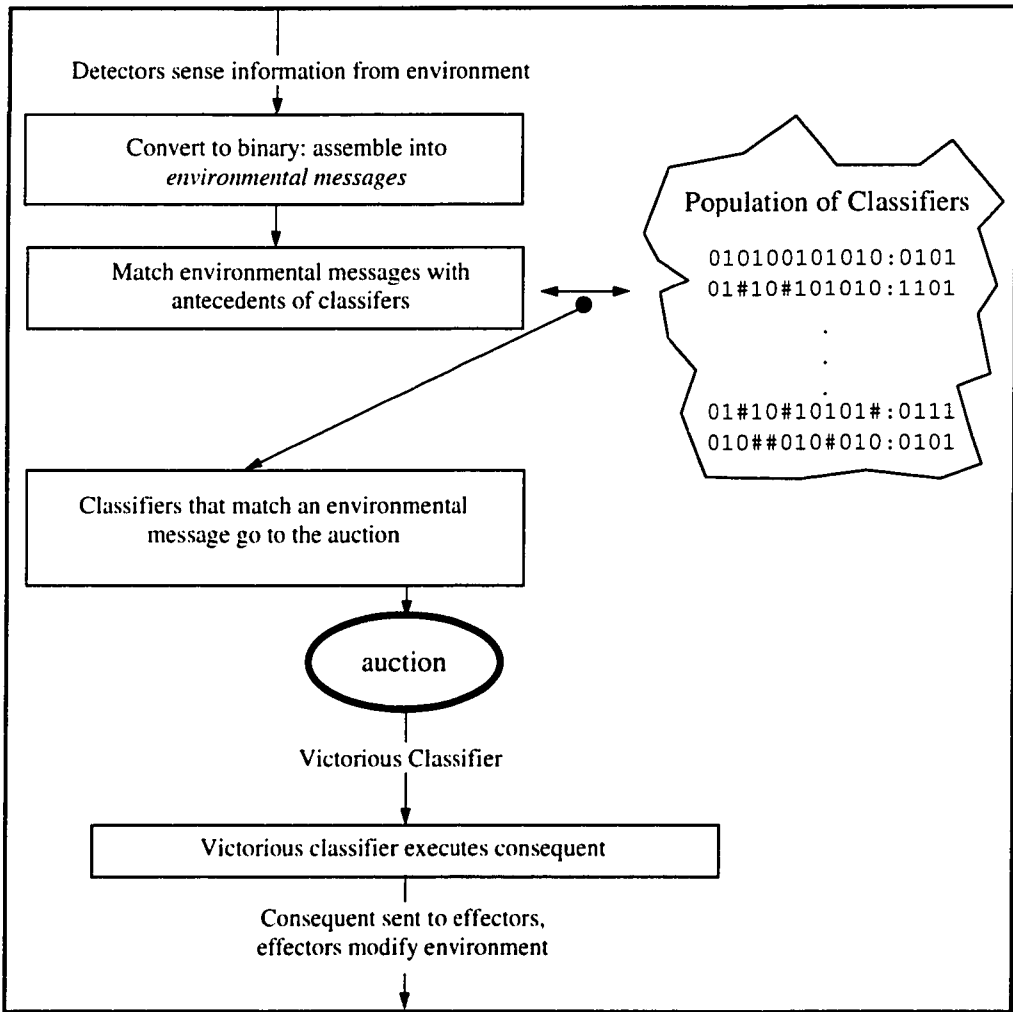 Detectors sense information from environment
Convert to binary: assemble into
environmental messages
Match environmental messages with
antecedents of classifers
Population of Classifiers
010100101010:0101
01#10#101010:1101
.
.
.
01#10#10101#:0111
010##010#010:0101
Classifiers that match an environmental
message go to the auction
auction
Victorious Classifier
Victorious classifier executes consequent
Consequent sent to effectors,
effectors modify environment